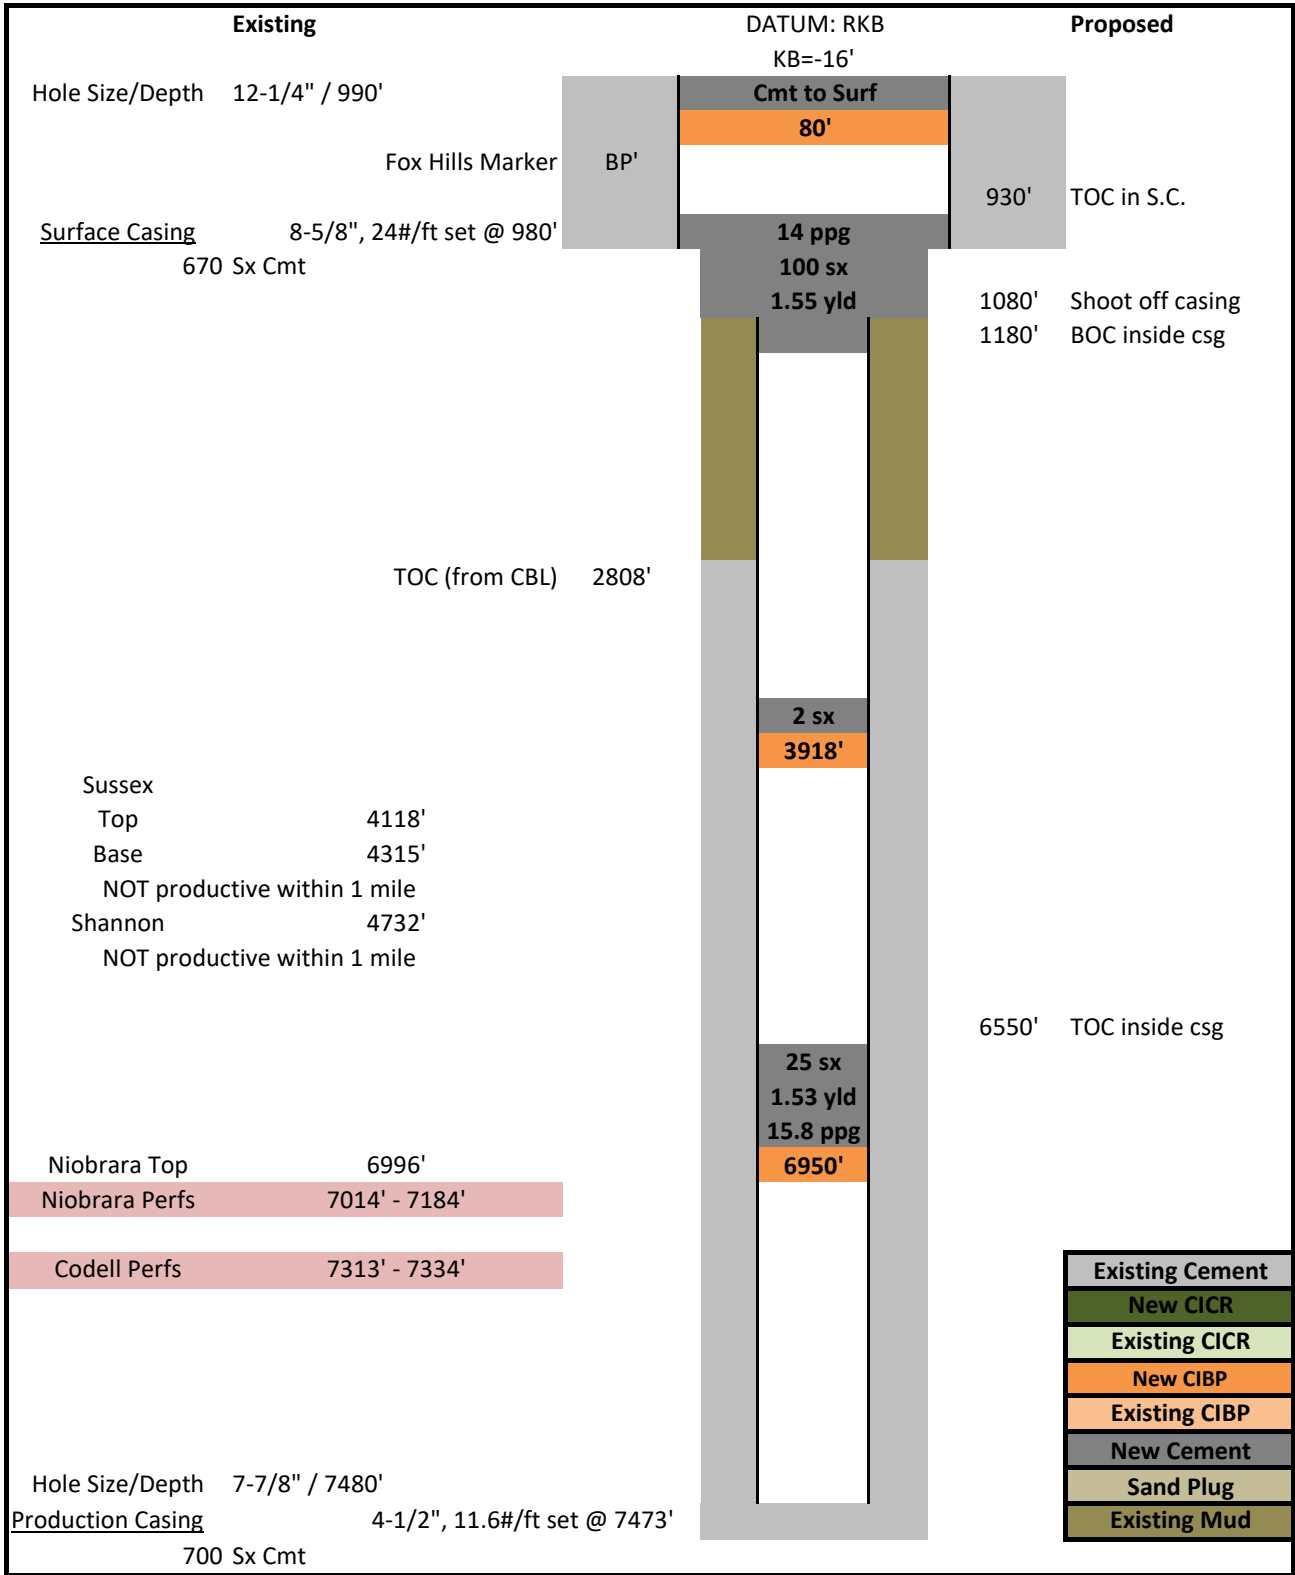 Existing DATUM: RKB Proposed
KB=-16'
Hole Size/Depth 12-1/4" / 990' Cmt to Surf
80'
Fox Hills Marker BP'
930' TOC in S.C.
Surface Casing 8-5/8", 24#/ft set @ 980' 14 ppg
670 Sx Cmt 100 sx
1.55 yld 1080' Shoot off casing
1180' BOC inside csg
TOC (from CBL) 2808'
2 sx
3918'
Sussex
Top 4118'
Base 4315'
NOT productive within 1 mile
Shannon 4732'
NOT productive within 1 mile
6550' TOC inside csg
25 sx
1.53 yld
15.8 ppg
Niobrara Top 6996' 6950'
Niobrara Perfs 7014' - 7184'
Codell Perfs 7313' - 7334'
Existing Cement
New CICR
Existing CICR
New CIBP
Existing CIBP
New Cement
Hole Size/Depth 7-7/8" / 7480' Sand Plug
Production Casing 4-1/2", 11.6#/ft set @ 7473' Existing Mud
700 Sx Cmt